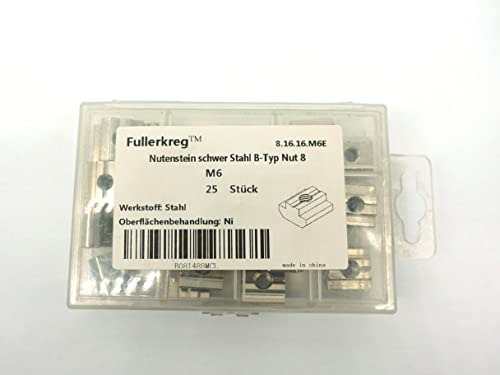 Fullerkreg™ 8.16.16.M6E
Nutenstein schwer Stahl B-Typ Nut 8
M6
25 Stück
Werkstoff: Stahl
Oberflächenbehandlung: Ni
made in china